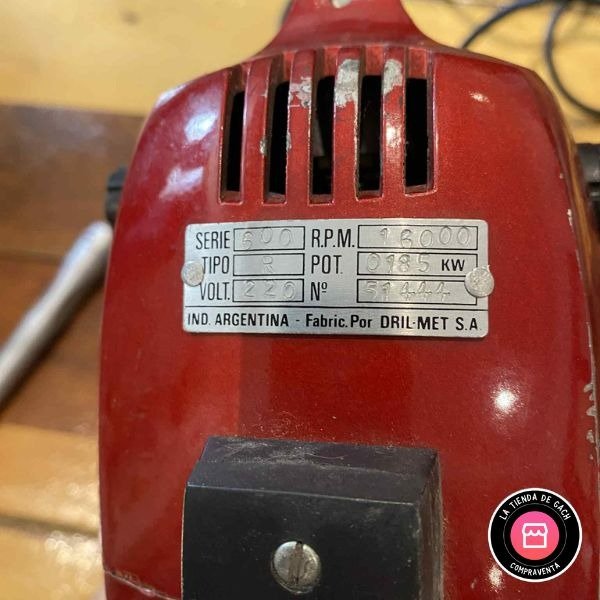 SERIE 600 R.P.M. 16000
TIPO R POT. 0185 KW
VOLT. 220 Nº 51444
IND. ARGENTINA - Fabric. Por DRIL-MET S.A.
LA TIENDA DE GACH
COMPRAVENTA